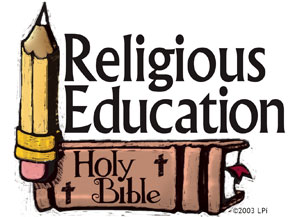 Religious
Education
Holy
Bible
©2003 LPi